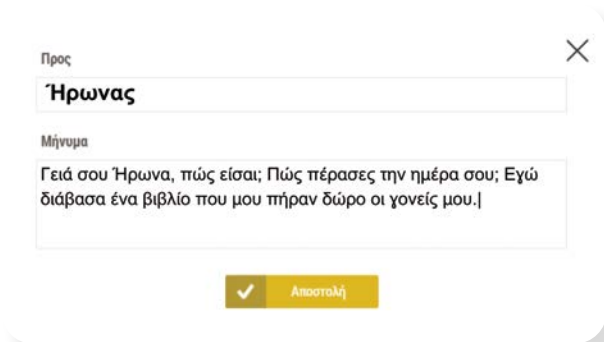 Προς
Ήρωνας
Μήνυμα
Γειά σου Ήρωνα, πώς είσαι; Πώς πέρασες την ημέρα σου; Εγώ
διάβασα ένα βιβλίο που μου πήραν δώρο οι γονείς μου.
Αποστολή